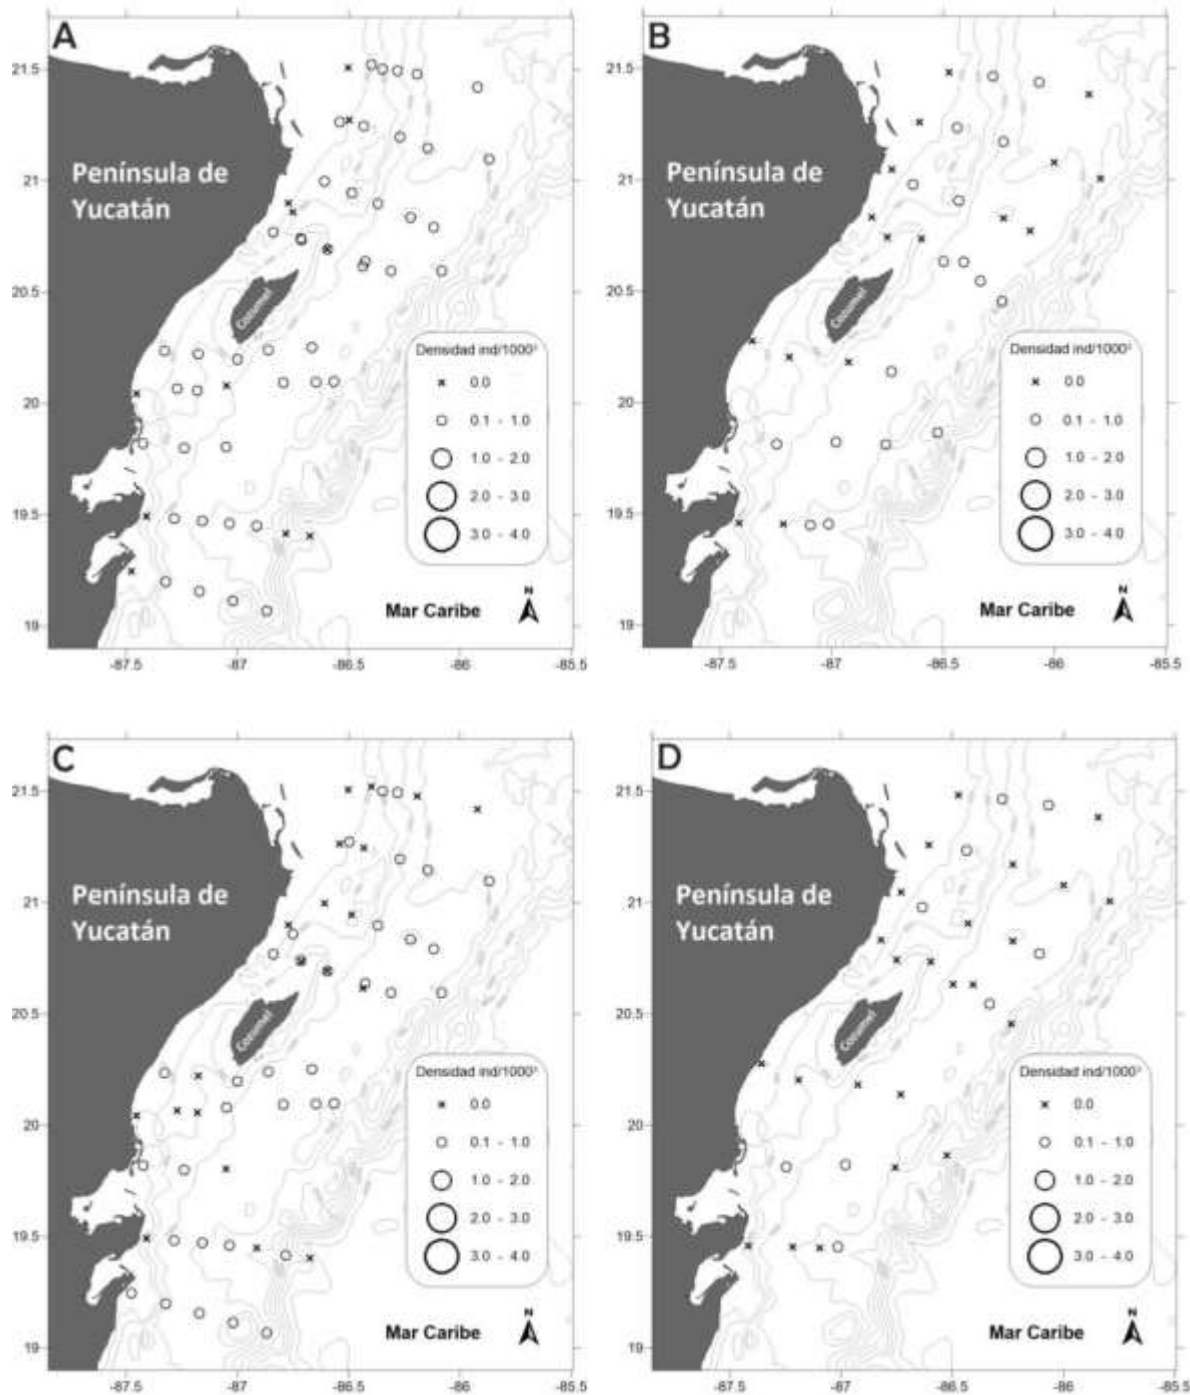 A
21.5
21
20.5
20
19.5
19
Península de
Yucatán
Cozumel
Densidad ind/1000³
0.0
0.1 - 1.0
1.0 - 2.0
2.0 - 3.0
3.0 - 4.0
Mar Caribe
N
-87.5 -87 -86.5 -86 -85.5
B
21.5
21
20.5
20
19.5
19
Península de
Yucatán
Cozumel
Densidad ind/1000³
0.0
0.1 - 1.0
1.0 - 2.0
2.0 - 3.0
3.0 - 4.0
Mar Caribe
N
-87.5 -87 -86.5 -86 -85.5
C
21.5
21
20.5
20
19.5
19
Península de
Yucatán
Cozumel
Densidad ind/1000³
0.0
0.1 - 1.0
1.0 - 2.0
2.0 - 3.0
3.0 - 4.0
Mar Caribe
N
-87.5 -87 -86.5 -86 -85.5
D
21.5
21
20.5
20
19.5
19
Península de
Yucatán
Cozumel
Densidad ind/1000³
0.0
0.1 - 1.0
1.0 - 2.0
2.0 - 3.0
3.0 - 4.0
Mar Caribe
N
-87.5 -87 -86.5 -86 -85.5